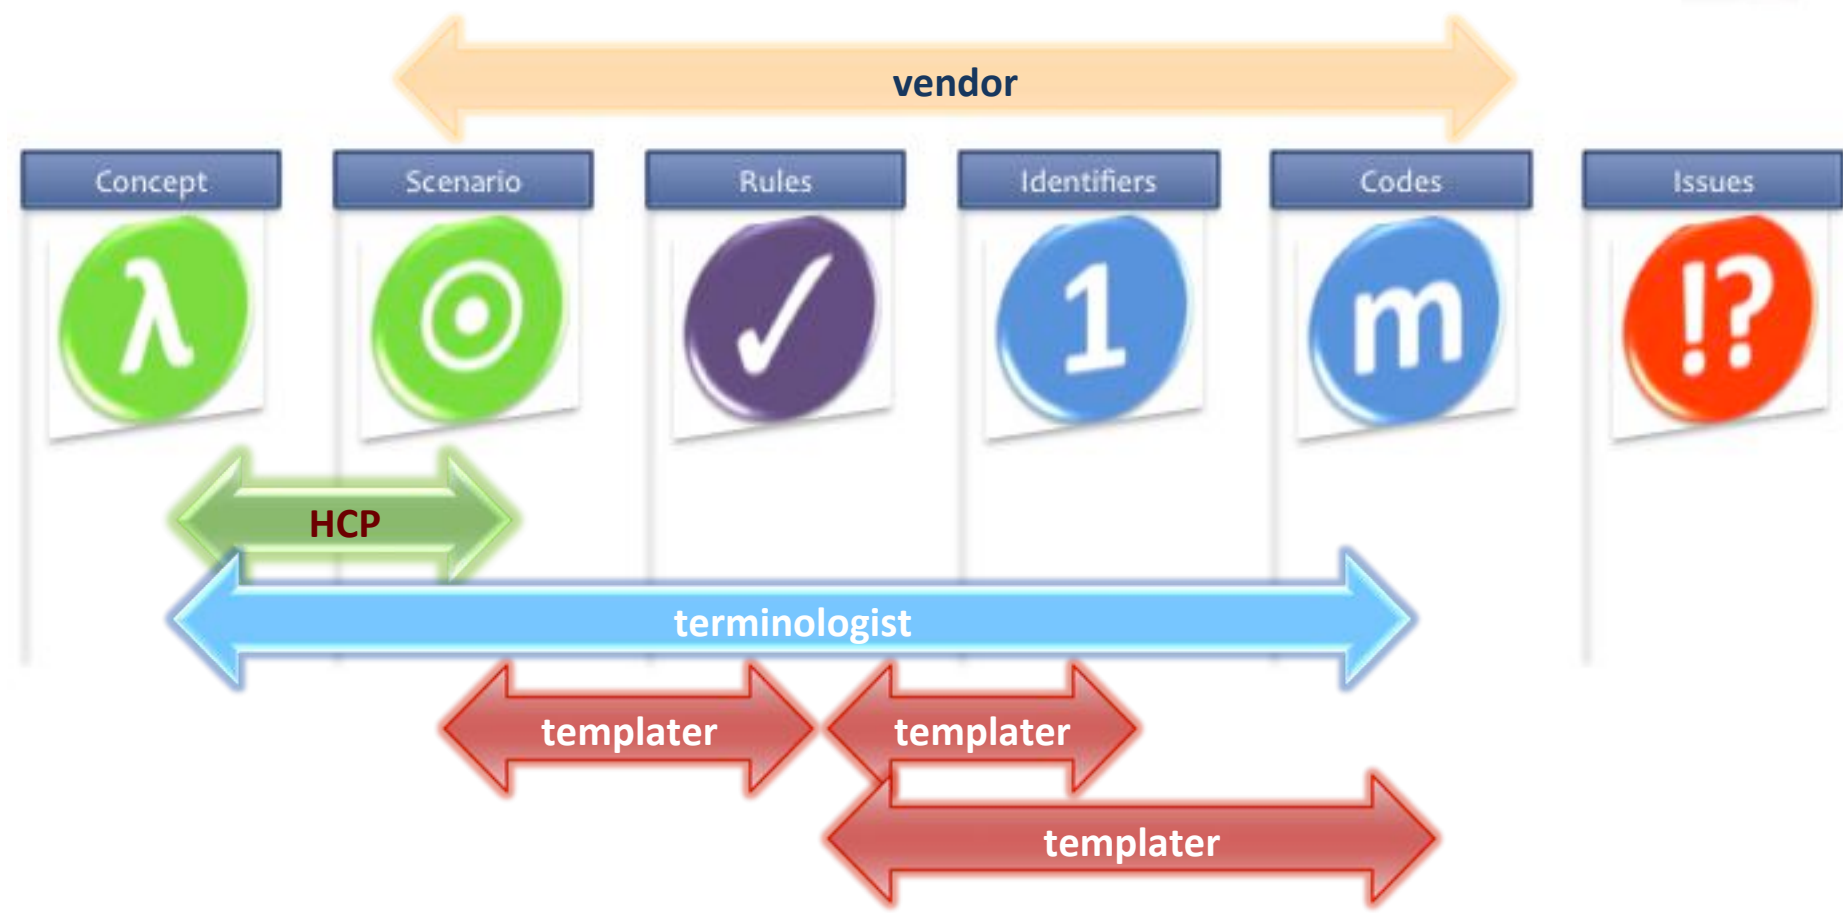 vendor
Concept Scenario Rules Identifiers Codes Issues
λ ✓ 1 m !?
HCP
terminologist
templater templater
templater